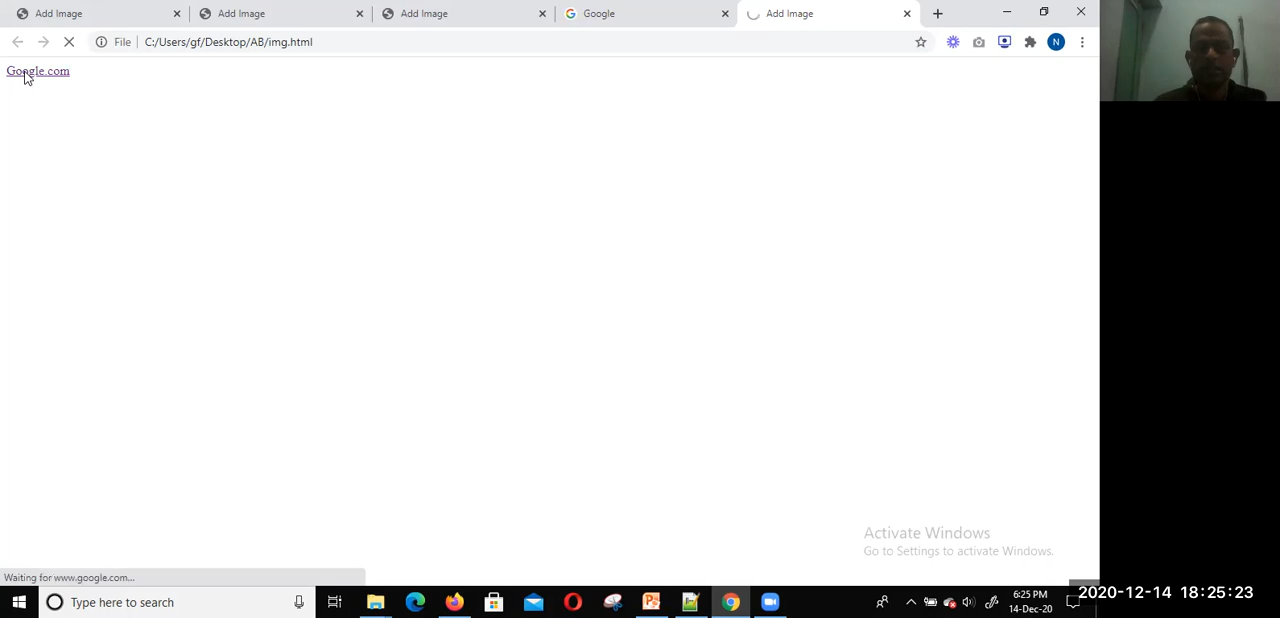 Add Image
Add Image
Add Image
Google
Add Image
File
C:/Users/gf/Desktop/AB/img.html
N
Google.com
Activate Windows
Go to Settings to activate Windows.
Waiting for www.google.com...
Type here to search
6:25 PM
14-Dec-20
2020-12-14 18:25:23